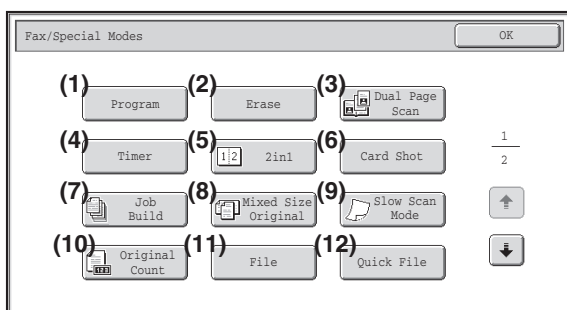 Fax/Special Modes OK
(1) Program (2) Erase (3) Dual Page Scan
(4) Timer (5) 1 2 2in1 (6) Card Shot
1
2
(7) Job Build (8) Mixed Size Original (9) Slow Scan Mode
(10) 123 Original Count (11) File (12) Quick File